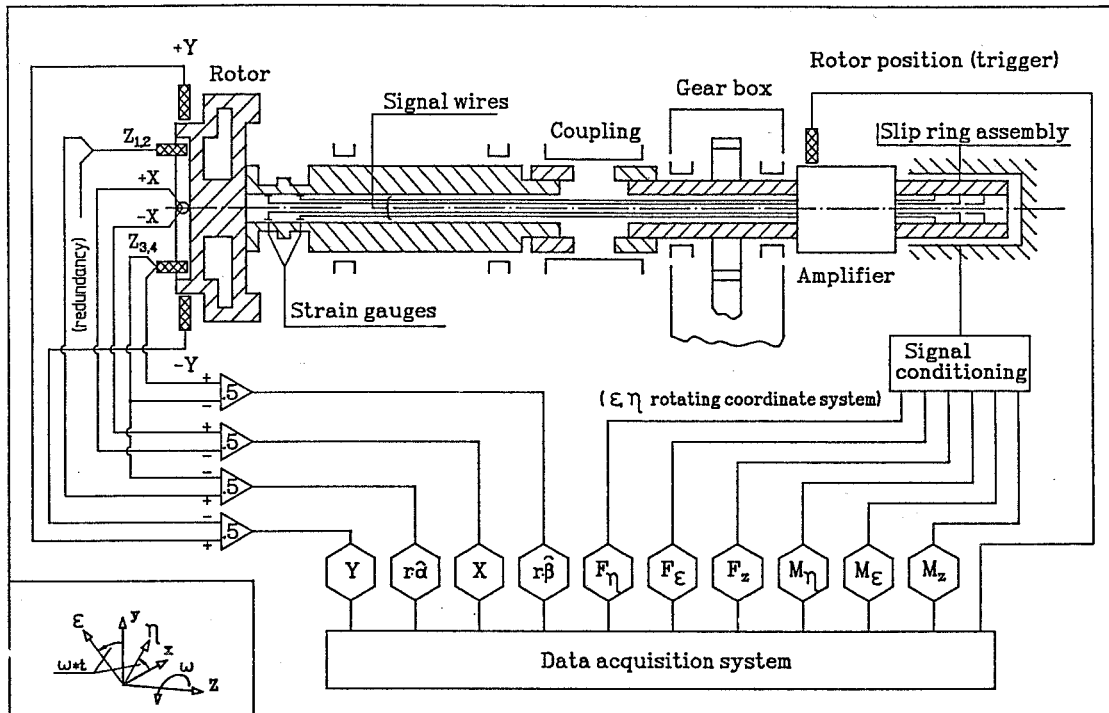 +Y
Rotor
Rotor position (trigger)
Gear box
Signal wires
Coupling
Slip ring assembly
Z1,2
+X
-X
Z3,4
(redundancy)
Amplifier
Strain gauges
-Y
Signal conditioning
(ε,η rotating coordinate system)
+
.5
-
+
.5
-
-
.5
+
-
.5
+
Y
r·α̂
X
r·β̂
Fη
Fε
Fz
Mη
Mε
Mz
Data acquisition system
ε
y
η
x
ω*t
ω
Z